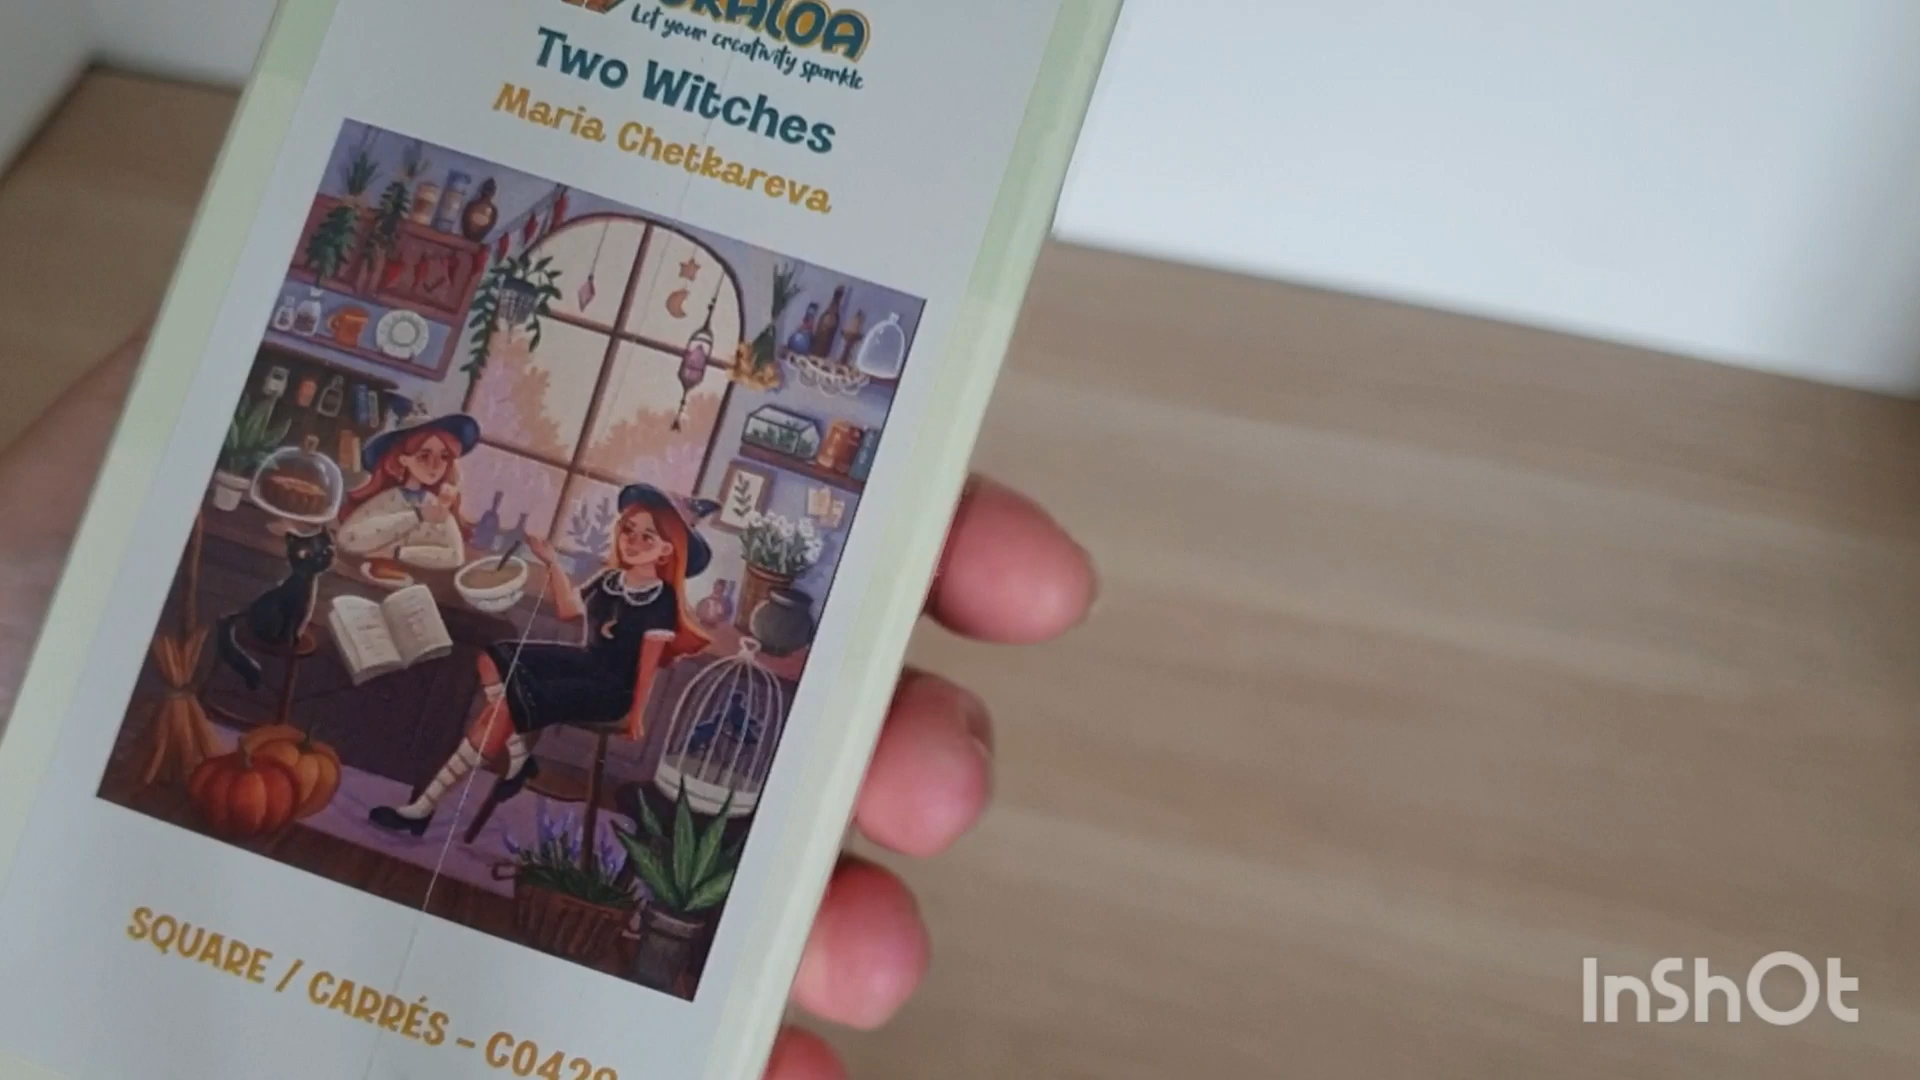 Let your creativity sparkle
Two Witches
Maria Chetkareva
SQUARE / CARRÉS -
InShOt